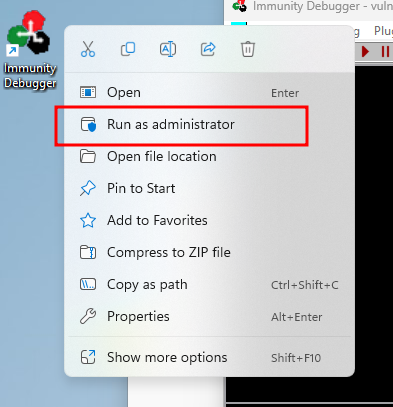 Immunity
Debugger
Immunity Debugger - vuln
g Plug
Open Enter
Run as administrator
Open file location
Pin to Start
Add to Favorites
Compress to ZIP file
Copy as path Ctrl+Shift+C
Properties Alt+Enter
Show more options Shift+F10